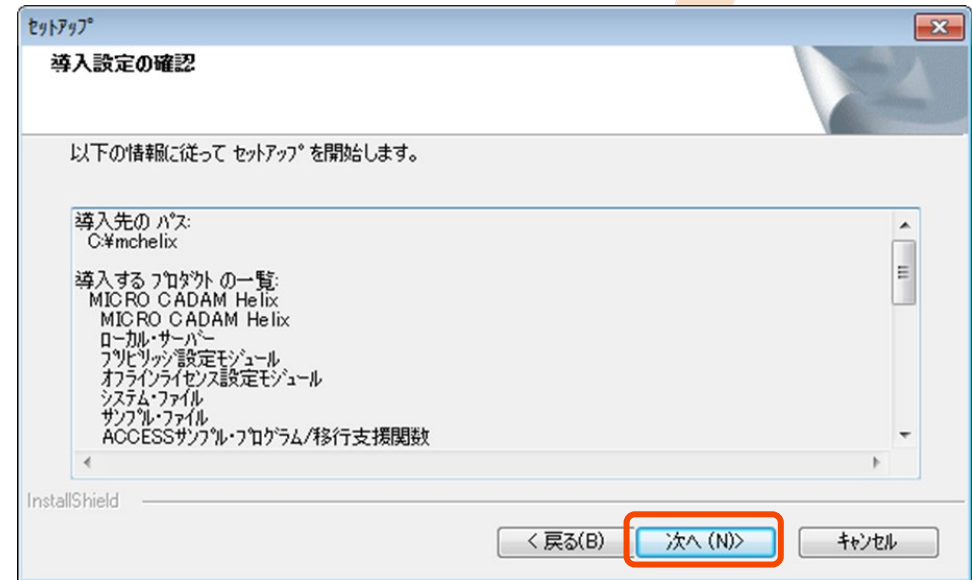 ｾｯﾄｱｯﾌﾟ
導入設定の確認
以下の情報に従って ｾｯﾄｱｯﾌﾟ を開始します。
導入先の ﾊﾟｽ:
C:¥mchelix
導入する ﾌﾟﾛﾀﾞｸﾄ の一覧:
MICRO CADAM Helix
MICRO CADAM Helix
ﾛｰｶﾙ･ｻｰﾊﾞｰ
ﾌﾟﾘﾋﾞﾘｯｼﾞ設定ﾓｼﾞｭｰﾙ
ｵﾌﾗｲﾝﾗｲｾﾝｽ設定ﾓｼﾞｭｰﾙ
ｼｽﾃﾑ･ﾌｧｲﾙ
ｻﾝﾌﾟﾙ･ﾌｧｲﾙ
ACCESSｻﾝﾌﾟﾙ･ﾌﾟﾛｸﾞﾗﾑ/移行支援関数
InstallShield
< 戻る(B)
次へ (N)>
ｷｬﾝｾﾙ